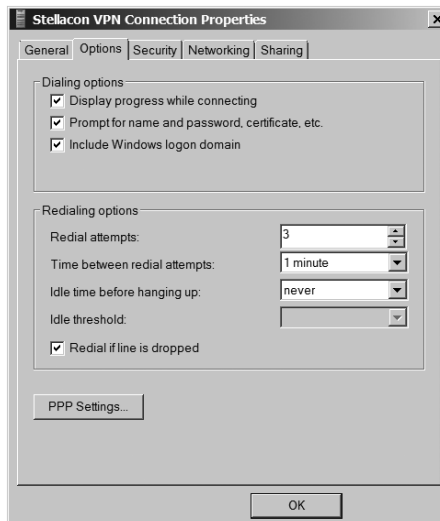 Stellacon VPN Connection Properties
General Options Security Networking Sharing
Dialing options
Display progress while connecting
Prompt for name and password, certificate, etc.
Include Windows logon domain
Redialing options
Redial attempts: 3
Time between redial attempts: 1 minute
Idle time before hanging up: never
Idle threshold:
Redial if line is dropped
PPP Settings...
OK